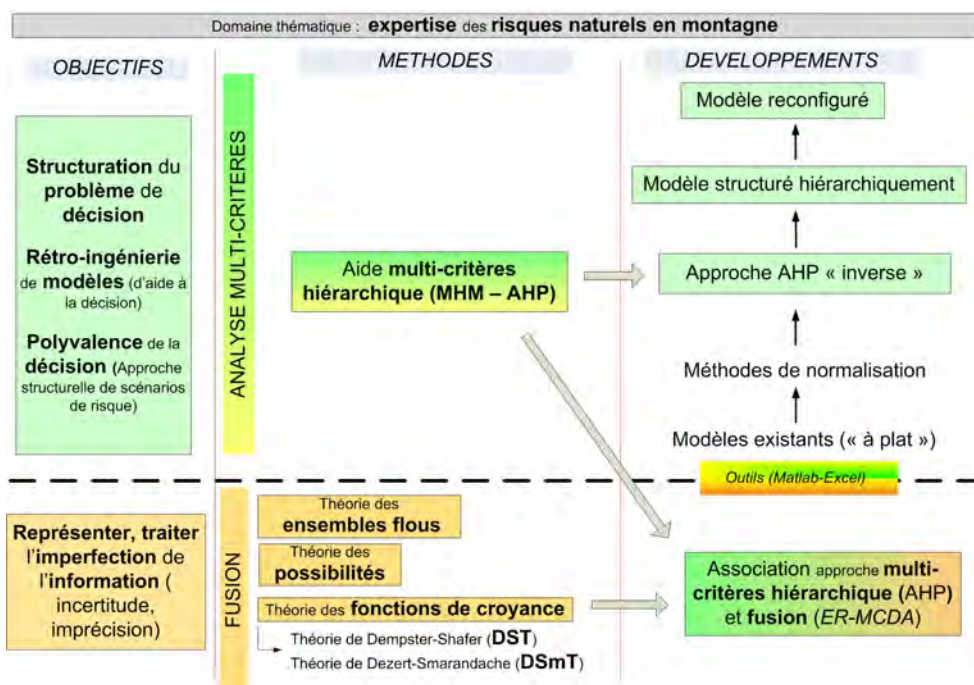 Domaine thématique : expertise des risques naturels en montagne
OBJECTIFS
METHODES
DEVELOPPEMENTS
Structuration du
problème de
décision
Rétro-ingénierie
de modèles (d'aide à
la décision)
Polyvalence de la
décision (Approche
structurelle de scénarios
de risque)
ANALYSE MULTI-CRITERES
Aide multi-critères
hiérarchique (MHM – AHP)
Modèle reconfiguré
Modèle structuré hiérarchiquement
Approche AHP « inverse »
Méthodes de normalisation
Modèles existants (« à plat »)
Outils (Matlab-Excel)
Représenter, traiter
l'imperfection de
l'information (
incertitude,
imprécision)
FUSION
Théorie des
ensembles flous
Théorie des
possibilités
Théorie des fonctions de croyance
Théorie de Dempster-Shafer (DST)
Théorie de Dezert-Smarandache (DSmT)
Association approche multi-
critères hiérarchique (AHP)
et fusion (ER-MCDA)